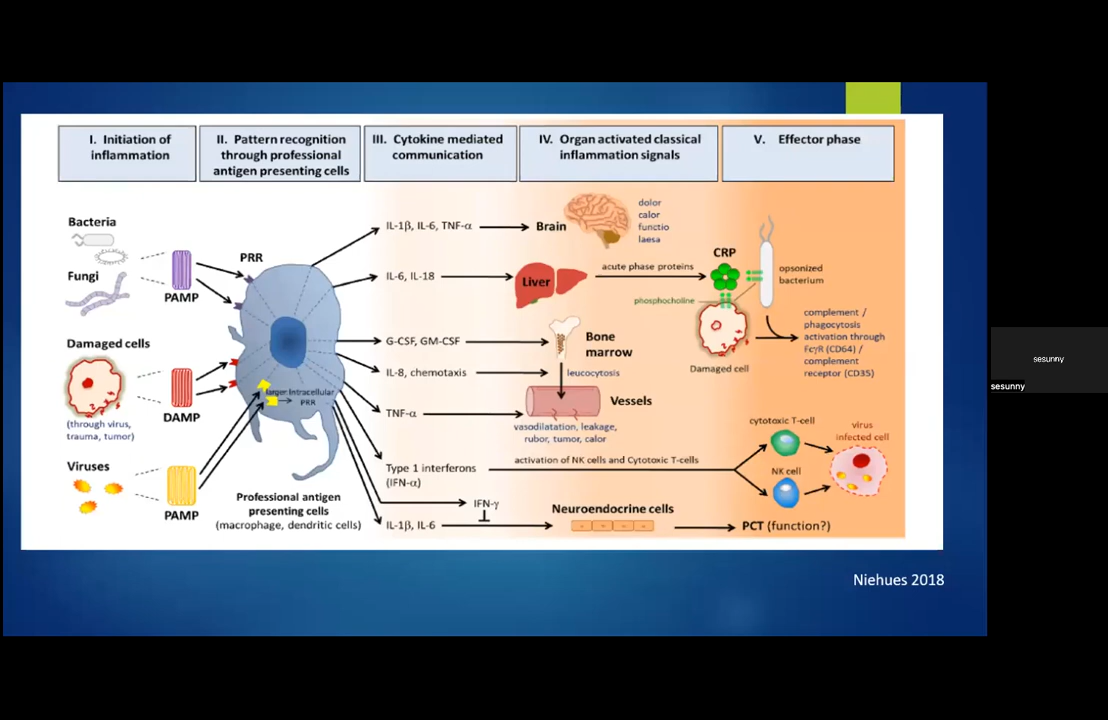 I. Initiation of
inflammation
II. Pattern recognition
through professional
antigen presenting cells
III. Cytokine mediated
communication
IV. Organ activated classical
inflammation signals
V. Effector phase
Bacteria
Fungi
PAMP
Damaged cells
(through virus,
trauma, tumor)
DAMP
Viruses
PAMP
PRR
Intracellular
PRR
Professional antigen
presenting cells
(macrophage, dendritic cells)
IL-1β, IL-6, TNF-α
IL-6, IL-18
G-CSF, GM-CSF
IL-8, chemotaxis
TNF-α
Type 1 interferons
(IFN-α)
IFN-γ
IL-1β, IL-6
Brain
dolor
calor
functio
laesa
Liver
acute phase proteins
Bone
marrow
leucocytosis
Vessels
vasodilatation, leakage,
rubor, tumor, calor
activation of NK cells and Cytotoxic T-cells
Neuroendocrine cells
CRP
phosphocholine
opsonized
bacterium
Damaged cell
complement /
phagocytosis
activation through
FcγR (CD64) /
complement
receptor (CD35)
cytotoxic T-cell
NK cell
virus
infected cell
PCT (function?)
Niehues 2018
sesunny
sesunny